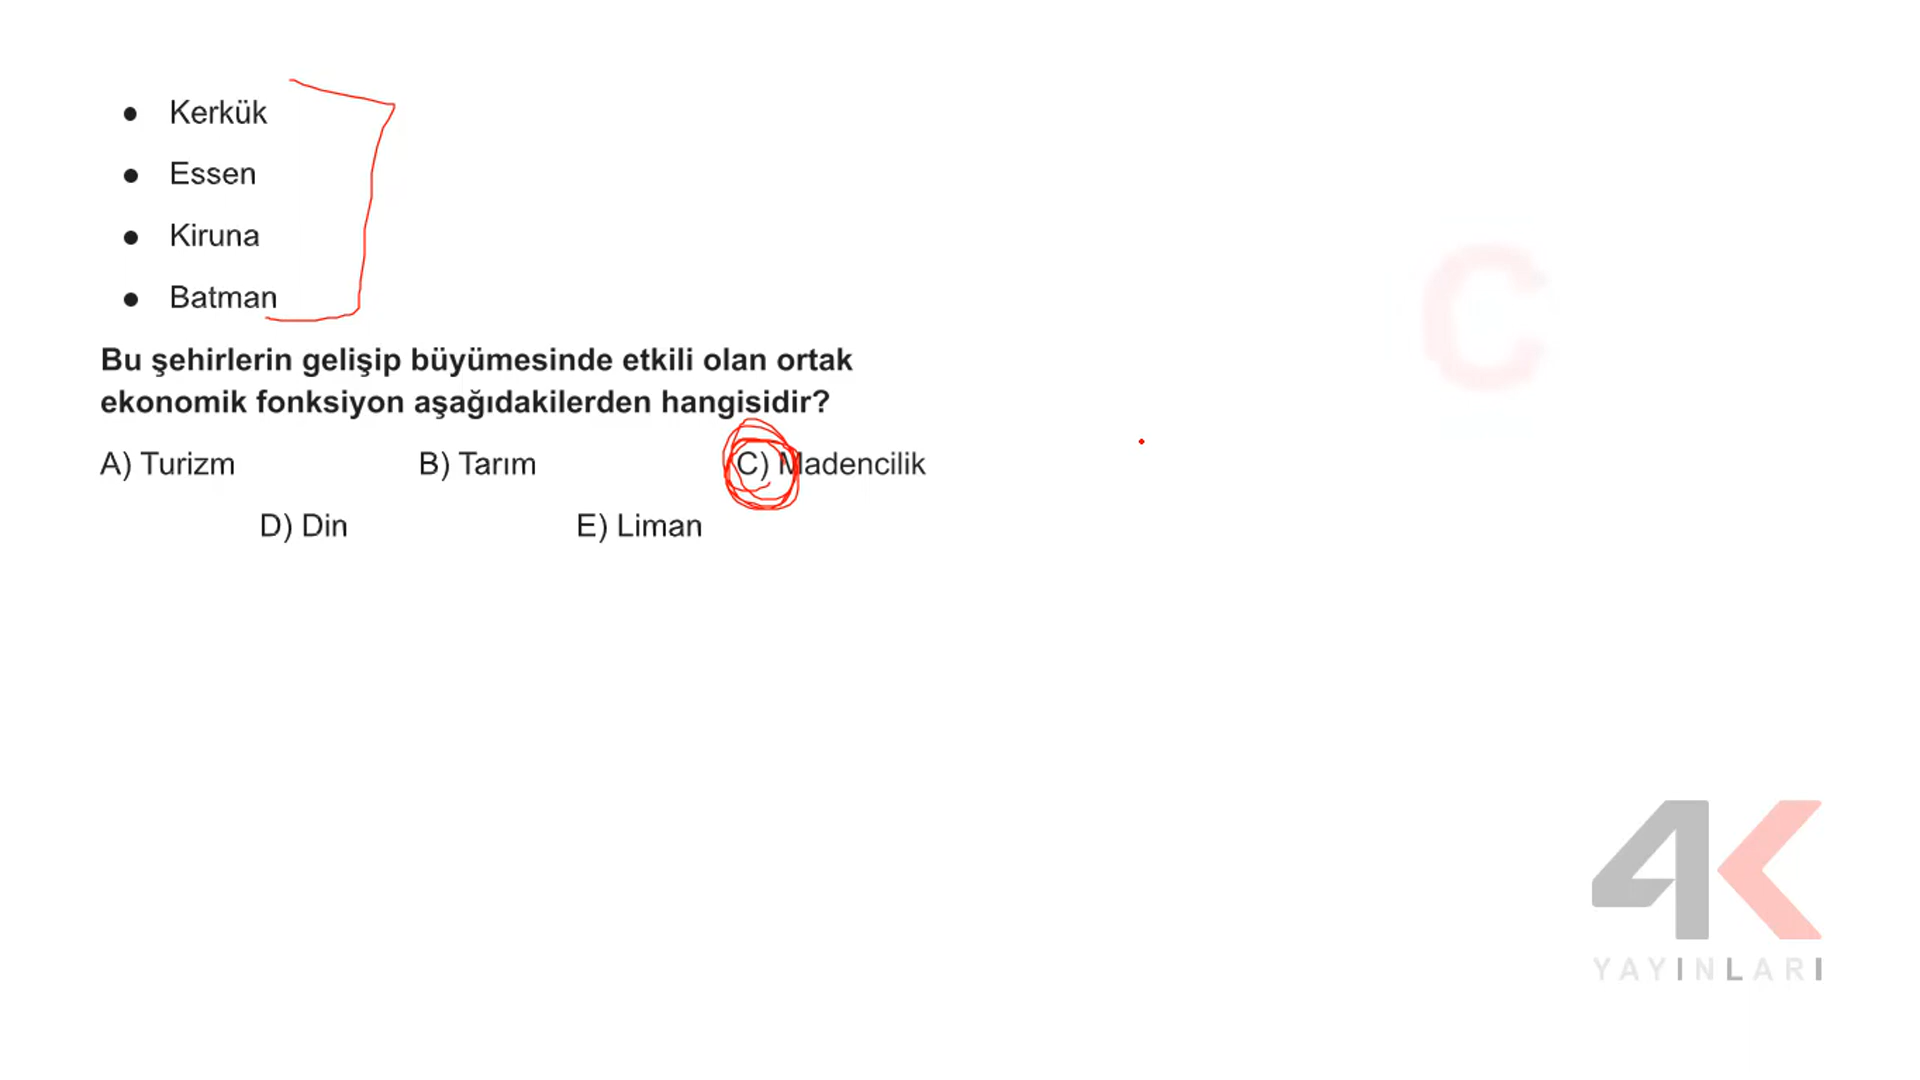 ● Kerkük
● Essen
● Kiruna
● Batman
Bu şehirlerin gelişip büyümesinde etkili olan ortak
ekonomik fonksiyon aşağıdakilerden hangisidir?
A) Turizm B) Tarım C) Madencilik
D) Din E) Liman
C
4K
YAYINLARI